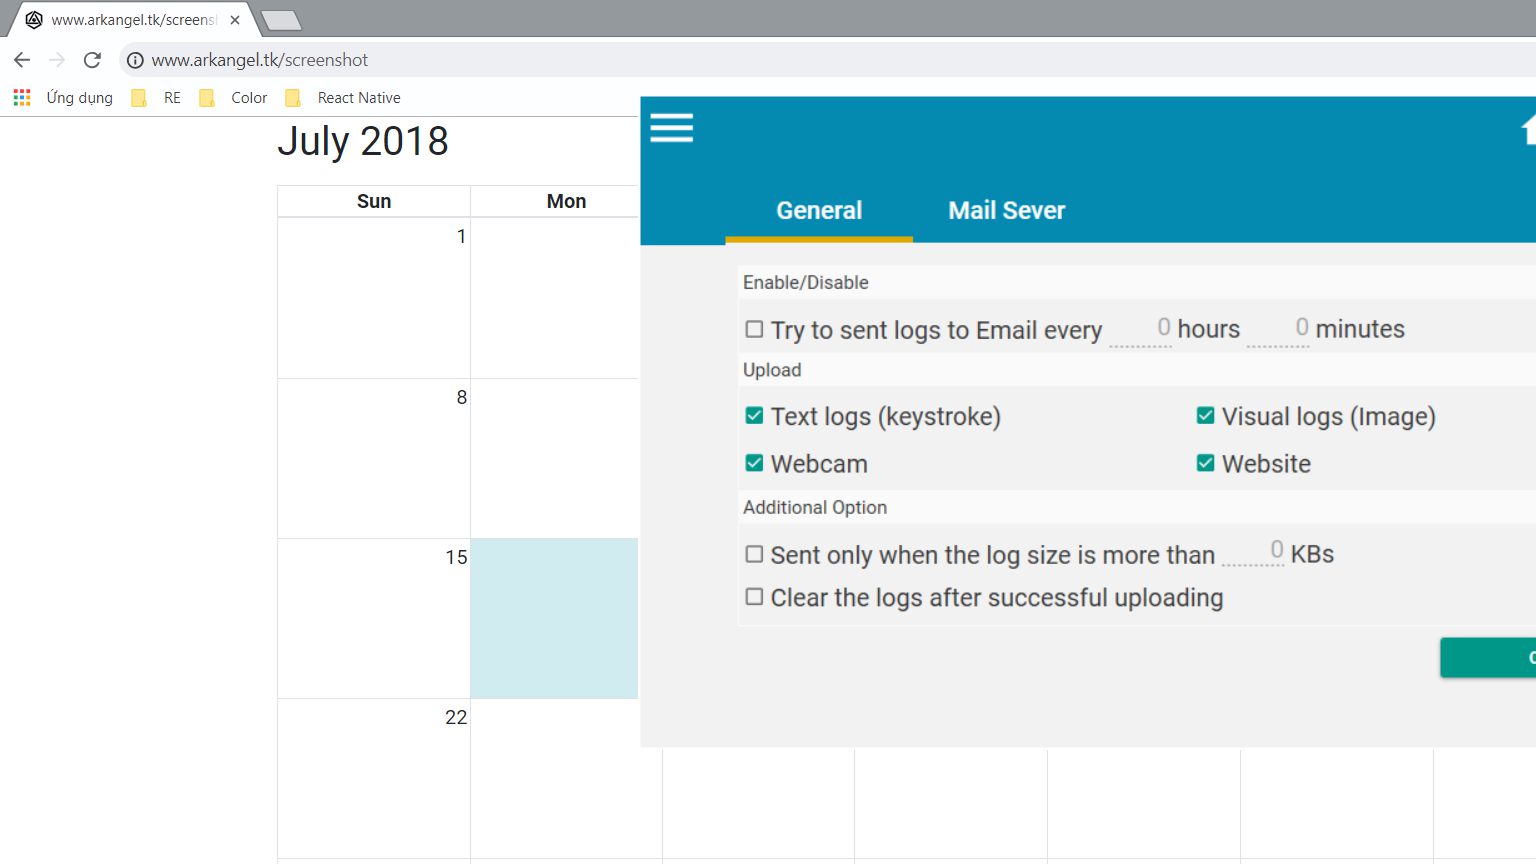 www.arkangel.tk/screens
www.arkangel.tk/screenshot
Ứng dụng RE Color React Native
July 2018
Sun Mon
1
8
15
22
General Mail Sever
Enable/Disable
Try to sent logs to Email every 0 hours 0 minutes
Upload
Text logs (keystroke) Visual logs (Image)
Webcam Website
Additional Option
Sent only when the log size is more than 0 KBs
Clear the logs after successful uploading